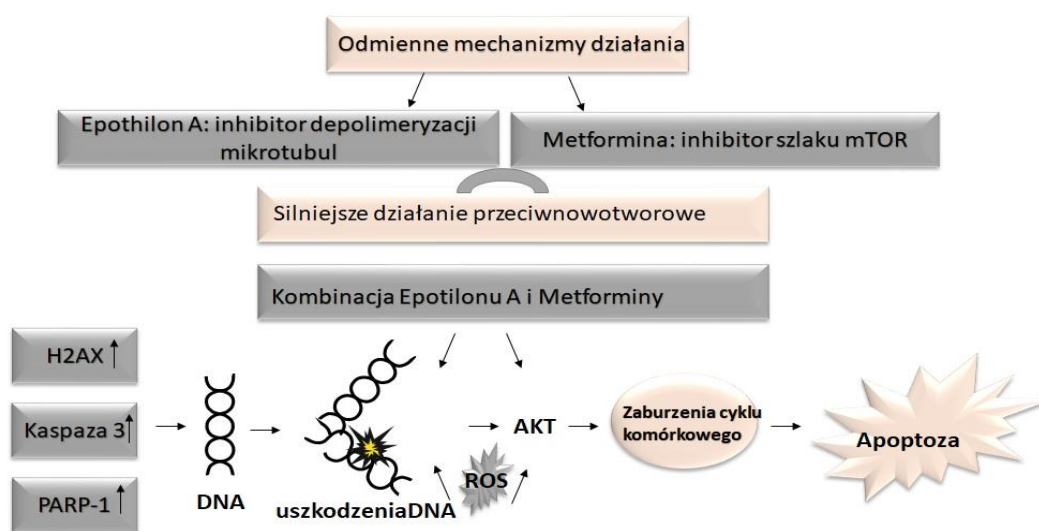 Odmienne mechanizmy działania
Epothilon A: inhibitor depolimeryzacji
mikrotubul
Metformina: inhibitor szlaku mTOR
Silniejsze działanie przeciwnowotworowe
Kombinacja Epotilonu A i Metforminy
H2AX
Kaspaza 3
PARP-1
DNA
uszkodzeniaDNA
ROS
AKT
Zaburzenia cyklu
komórkowego
Apoptoza